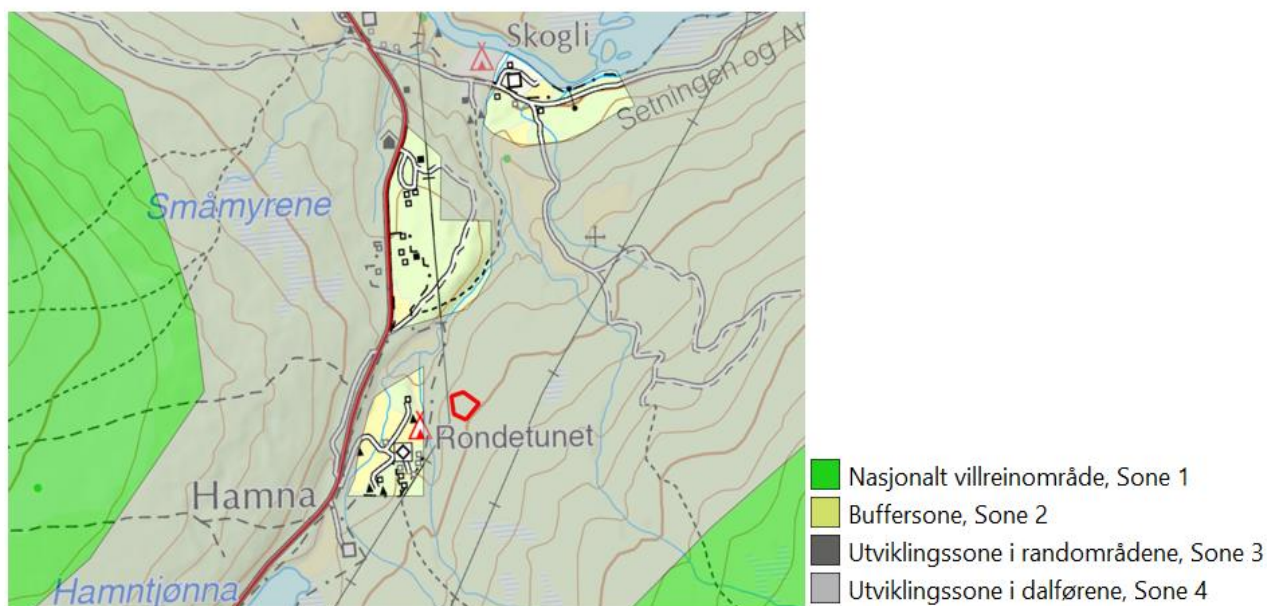 Skogli
Setningen og At
Småmyrene
Rondetunet
Hamna
Hamntjønna
Nasjonalt villreinområde, Sone 1
Buffersone, Sone 2
Utviklingssone i randområdene, Sone 3
Utviklingssone i dalførene, Sone 4